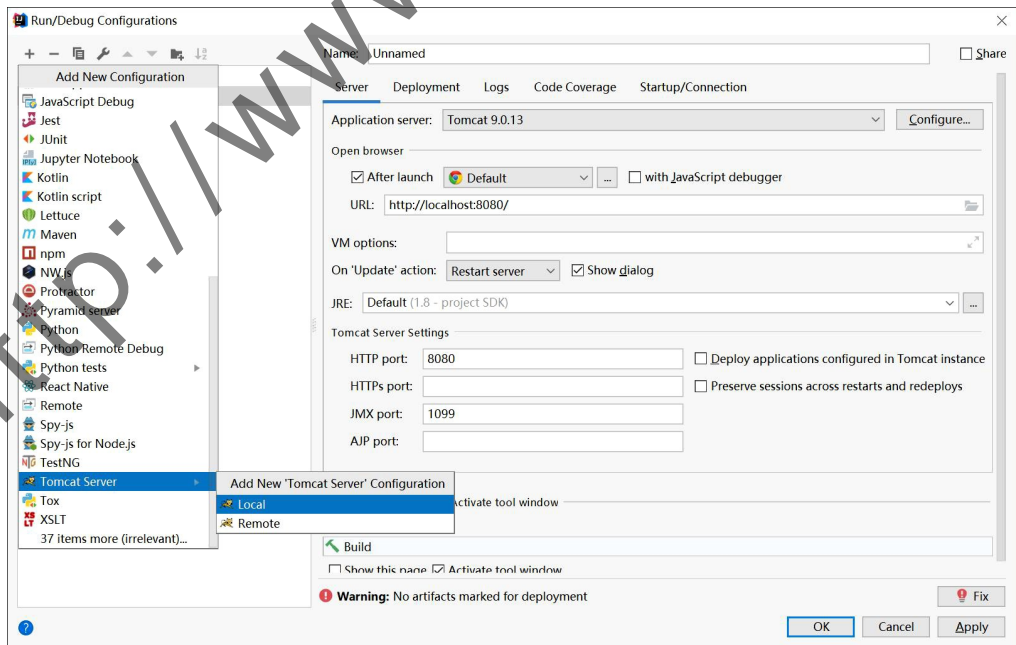 Run/Debug Configurations
Name: Unnamed
Share
Add New Configuration
JavaScript Debug
Jest
JUnit
Jupyter Notebook
Kotlin
Kotlin script
Lettuce
Maven
npm
NW.js
Protractor
Pyramid server
Python
Python Remote Debug
Python tests
React Native
Remote
Spy-js
Spy-js for Node.js
TestNG
Tomcat Server
Tox
XSLT
37 items more (irrelevant)...
Add New 'Tomcat Server' Configuration
Local
Remote
Server Deployment Logs Code Coverage Startup/Connection
Application server: Tomcat 9.0.13 Configure...
Open browser
After launch Default ... with JavaScript debugger
URL: http://localhost:8080/
VM options:
On 'Update' action: Restart server Show dialog
JRE: Default (1.8 - project SDK) ...
Tomcat Server Settings
HTTP port: 8080 Deploy applications configured in Tomcat instance
HTTPs port: Preserve sessions across restarts and redeploys
JMX port: 1099
AJP port:
Activate tool window
Build
Show this page Activate tool window
Warning: No artifacts marked for deployment Fix
OK Cancel Apply
http://www